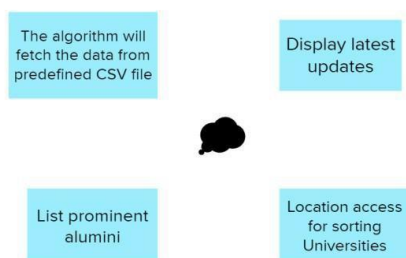 The algorithm will
fetch the data from
predefined CSV file
Display latest
updates
List prominent
alumini
Location access
for sorting
Universities